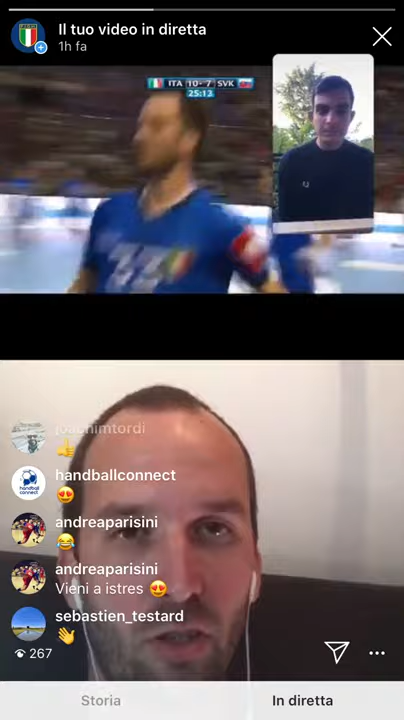 Il tuo video in diretta
1h fa
ITA 10-7 SVK
25:13
joachimtordi
handballconnect
andreaparisini
andreaparisini
Vieni a istres
sebastien_testard
267
Storia
In diretta